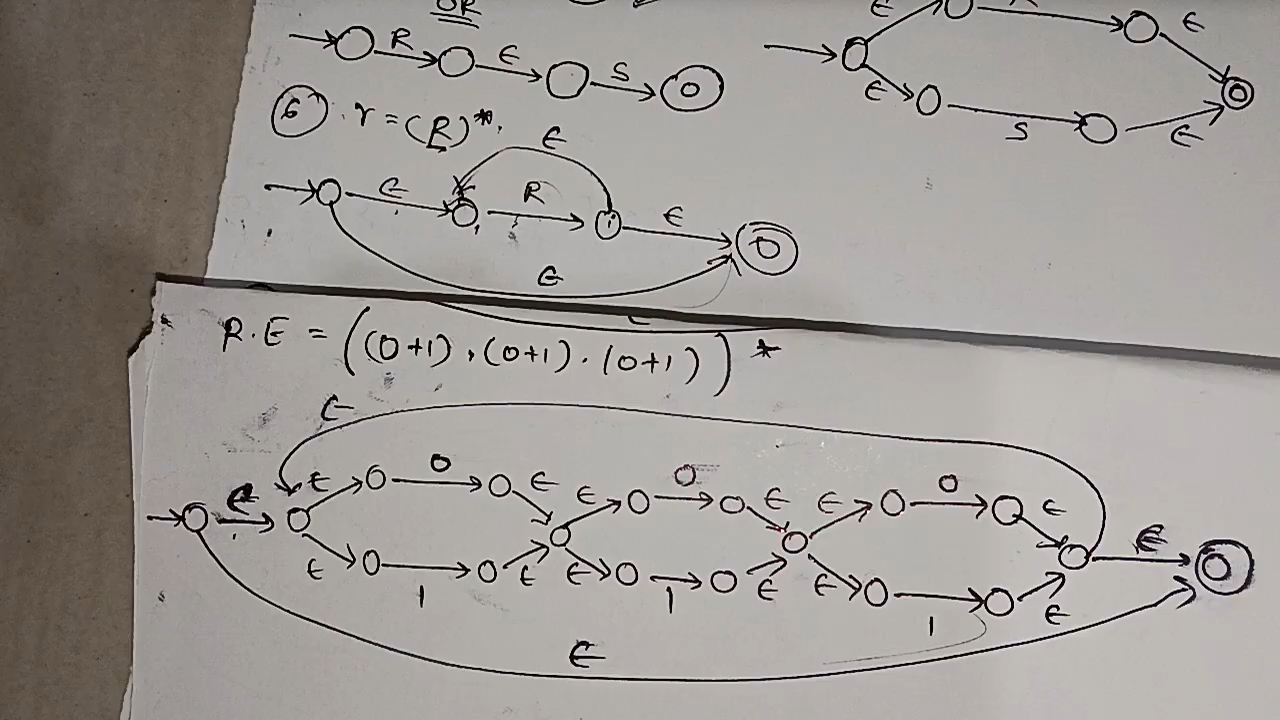 OR
R ∈ S
∈ ∈
∈ S ∈
6 r = (R)*.
∈
∈ R ∈
∈
R.E = ((0+1).(0+1).(0+1))*
∈
∈ 0 ∈ ∈ 0 ∈ ∈ 0 ∈
∈ ∈
∈ 1 ∈ ∈ 1 ∈ ∈ 1 ∈
∈